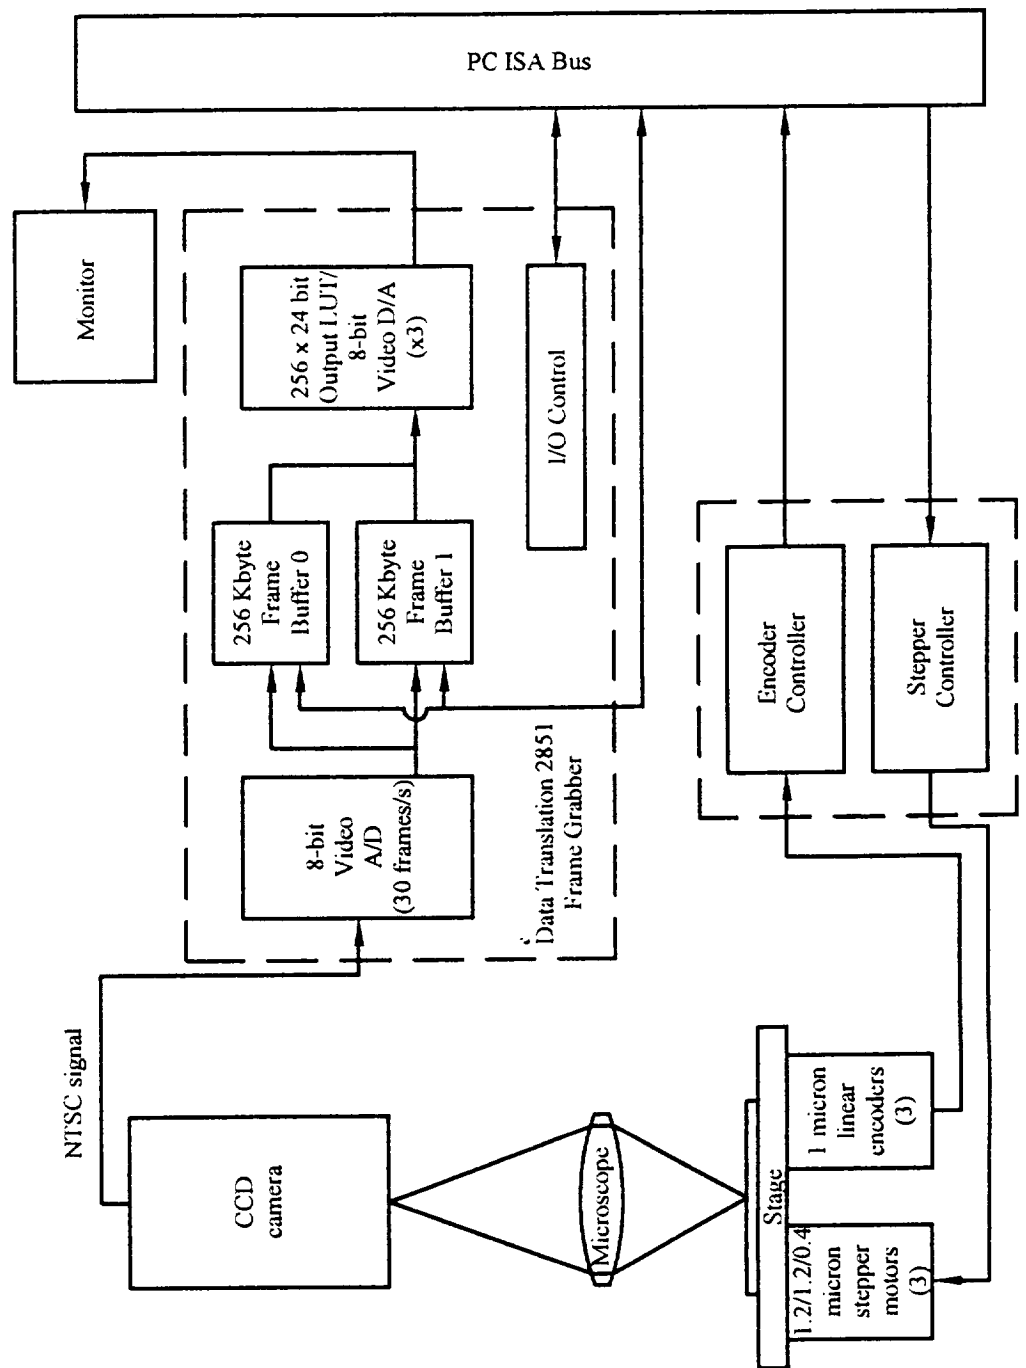 PC ISA Bus
Monitor
256 x 24 bit
Output LUT/
8-bit
Video D/A
(x3)
I/O Control
256 Kbyte
Frame
Buffer 0
256 Kbyte
Frame
Buffer 1
8-bit
Video
A/D
(30 frames/s)
Data Translation 2851
Frame Grabber
Encoder
Controller
Stepper
Controller
NTSC signal
CCD
camera
Microscope
Stage
1 micron
linear
encoders
(3)
1.2/1.2/0.4
micron
stepper
motors
(3)